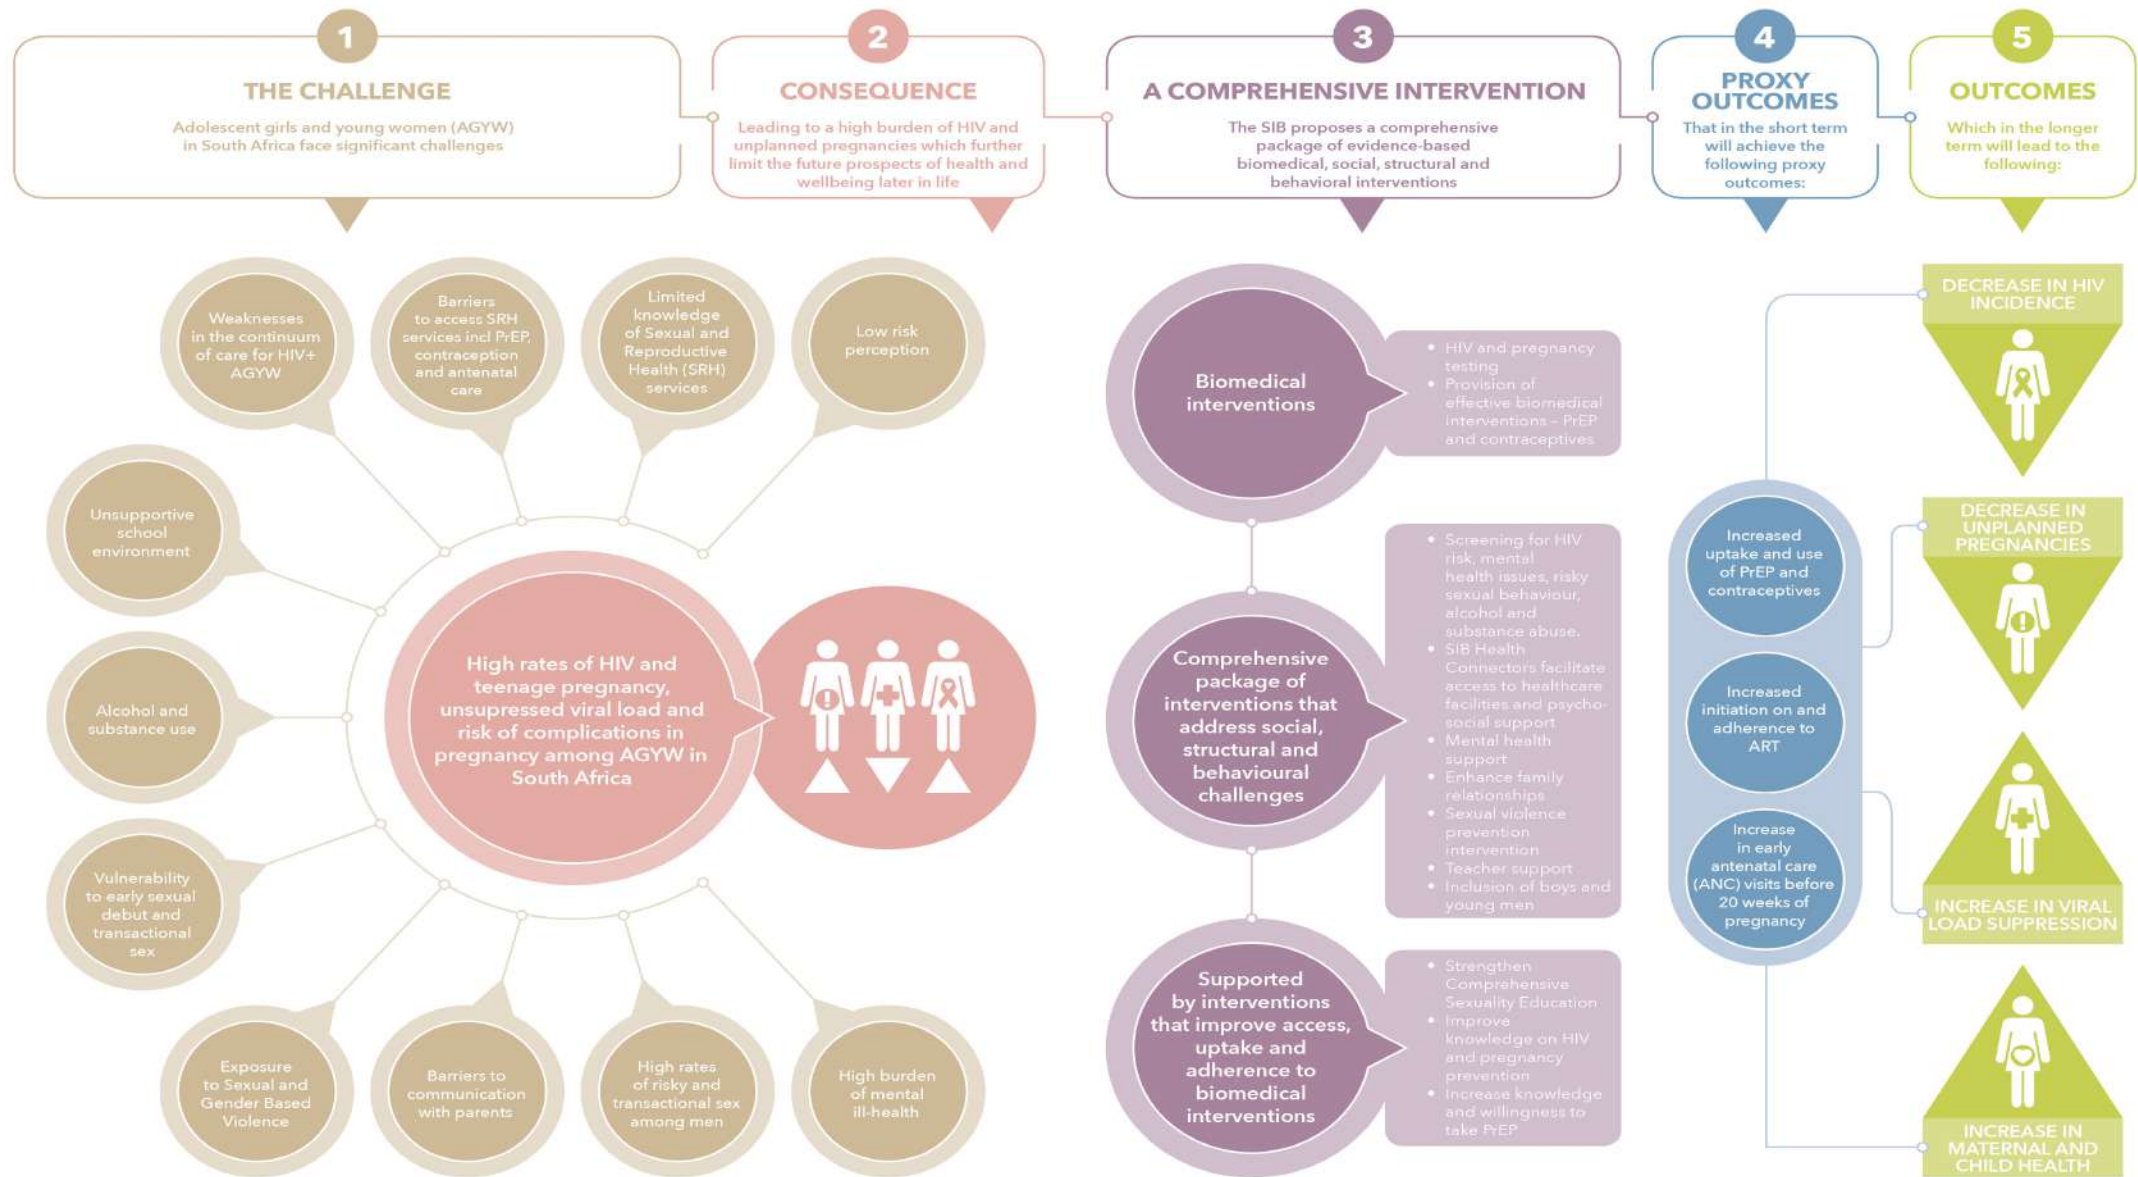 1
THE CHALLENGE
Adolescent girls and young women (AGYW)
in South Africa face significant challenges
2
CONSEQUENCE
Leading to a high burden of HIV and
unplanned pregnancies which further
limit the future prospects of health and
wellbeing later in life
3
A COMPREHENSIVE INTERVENTION
The SIB proposes a comprehensive
package of evidence-based
biomedical, social, structural and
behavioral interventions
4
PROXY
OUTCOMES
That in the short term
will achieve the
following proxy
outcomes:
5
OUTCOMES
Which in the longer
term will lead to the
following:
Weaknesses
in the continuum
of care for HIV+
AGYW
Barriers
to access SRH
services incl PrEP,
contraception
and antenatal
care
Limited
knowledge
of Sexual and
Reproductive
Health (SRH)
services
Low risk
perception
Unsupportive
school
environment
Alcohol and
substance use
Vulnerability
to early sexual
debut and
transactional
sex
Exposure
to Sexual and
Gender Based
Violence
Barriers to
communication
with parents
High rates
of risky and
transactional sex
among men
High burden
of mental
ill-health
High rates of HIV and
teenage pregnancy,
unsupressed viral load and
risk of complications in
pregnancy among AGYW in
South Africa
Biomedical
interventions
• HIV and pregnancy
testing
• Provision of
effective biomedical
interventions – PrEP
and contraceptives
Comprehensive
package of
interventions that
address social,
structural and
behavioural
challenges
• Screening for HIV
risk, mental
health issues, risky
sexual behaviour,
alcohol and
substance abuse.
• SIB Health
Connectors facilitate
access to healthcare
facilities and psycho-
social support
• Mental health
support
• Enhance family
relationships
• Sexual violence
prevention
intervention
• Teacher support
• Inclusion of boys and
young men
Supported
by interventions
that improve access,
uptake and
adherence to
biomedical
interventions
• Strengthen
Comprehensive
Sexuality Education
• Improve
knowledge on HIV
and pregnancy
prevention
• Increase knowledge
and willingness to
take PrEP
Increased
uptake and use
of PrEP and
contraceptives
Increased
initiation on and
adherence to
ART
Increase
in early
antenatal care
(ANC) visits before
20 weeks of
pregnancy
DECREASE IN HIV
INCIDENCE
DECREASE IN
UNPLANNED
PREGNANCIES
INCREASE IN VIRAL
LOAD SUPPRESSION
INCREASE IN
MATERNAL AND
CHILD HEALTH